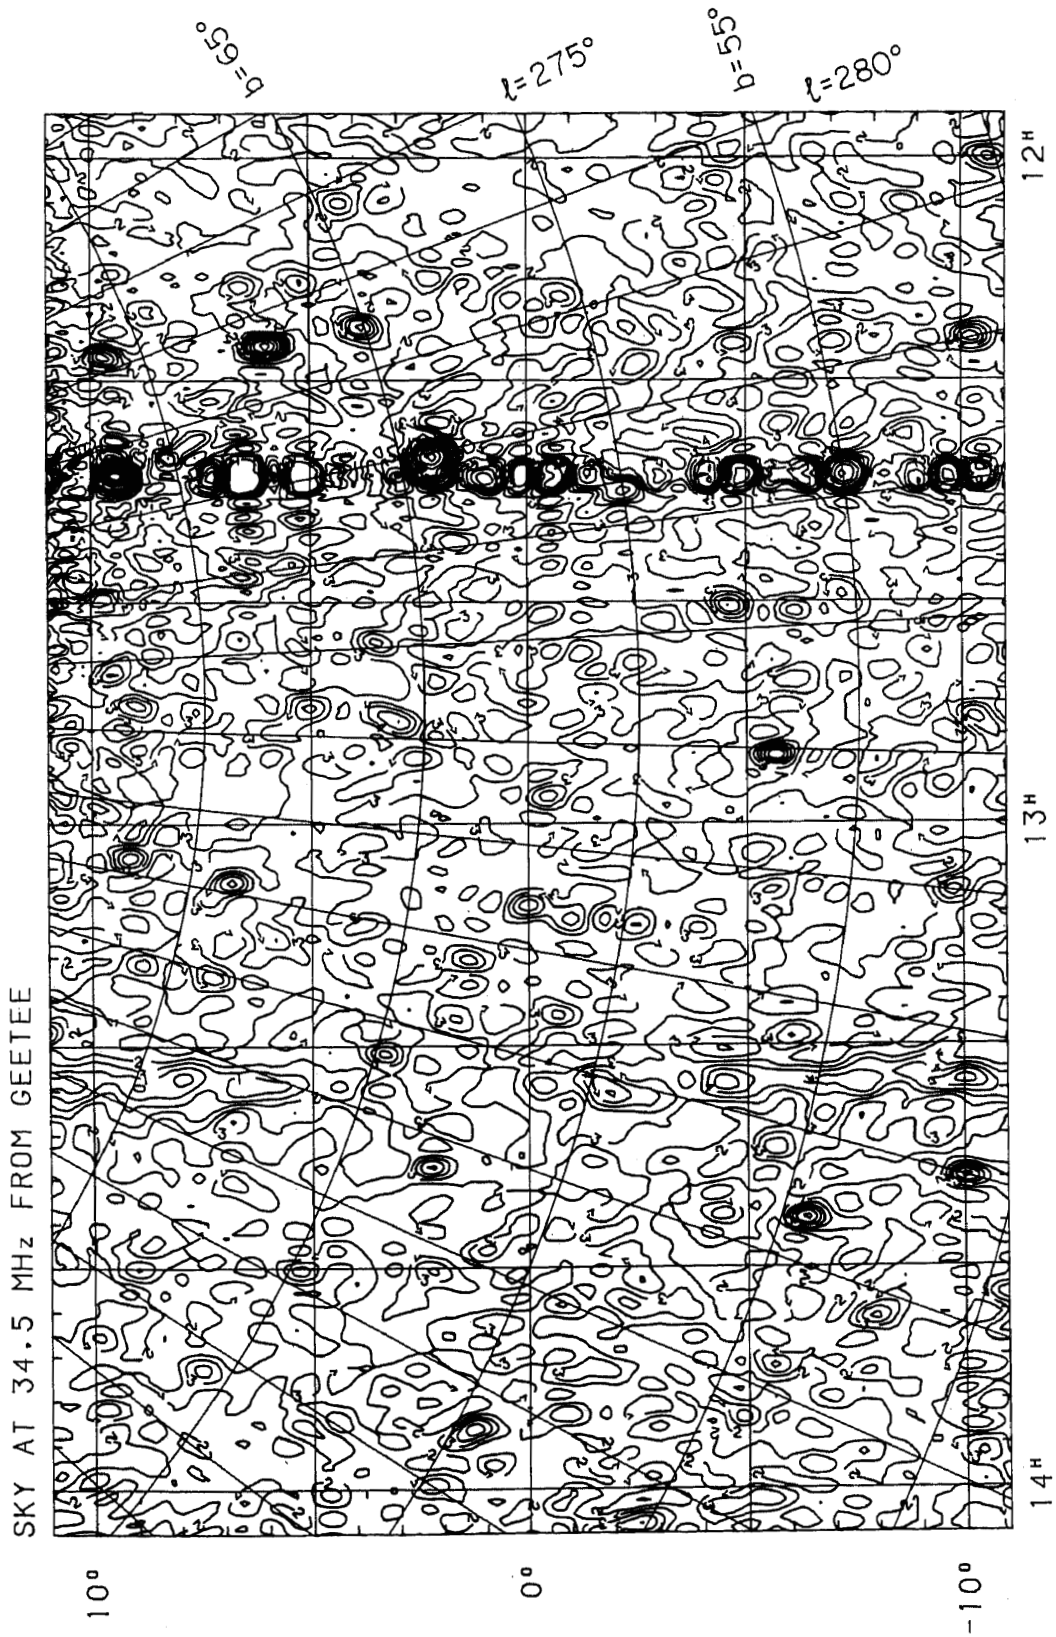 SKY AT 34.5 MHz FROM GEETEE
b=65°
ℓ=275°
b=55°
ℓ=280°
12ᴴ
13ᴴ
14ᴴ
10°
0°
-10°